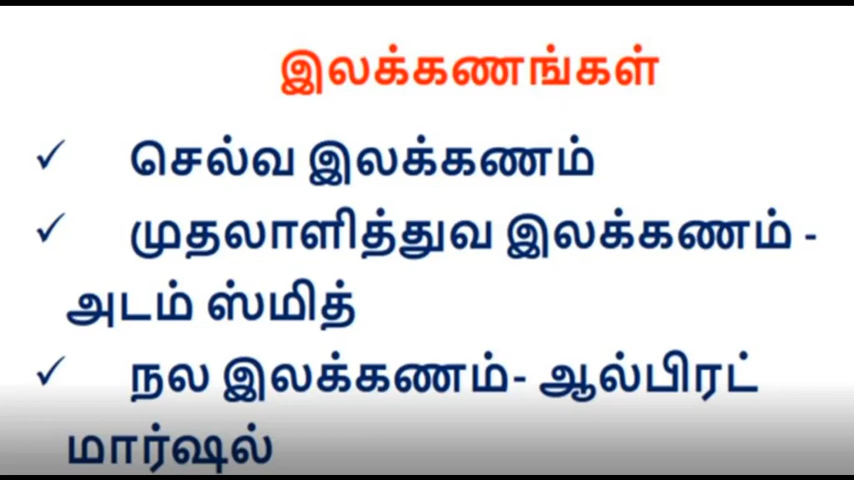 இலக்கணங்கள்
✓ செல்வ இலக்கணம்
✓ முதலாளித்துவ இலக்கணம் -
அடம் ஸ்மித்
✓ நல இலக்கணம்- ஆல்பிரட்
மார்ஷல்